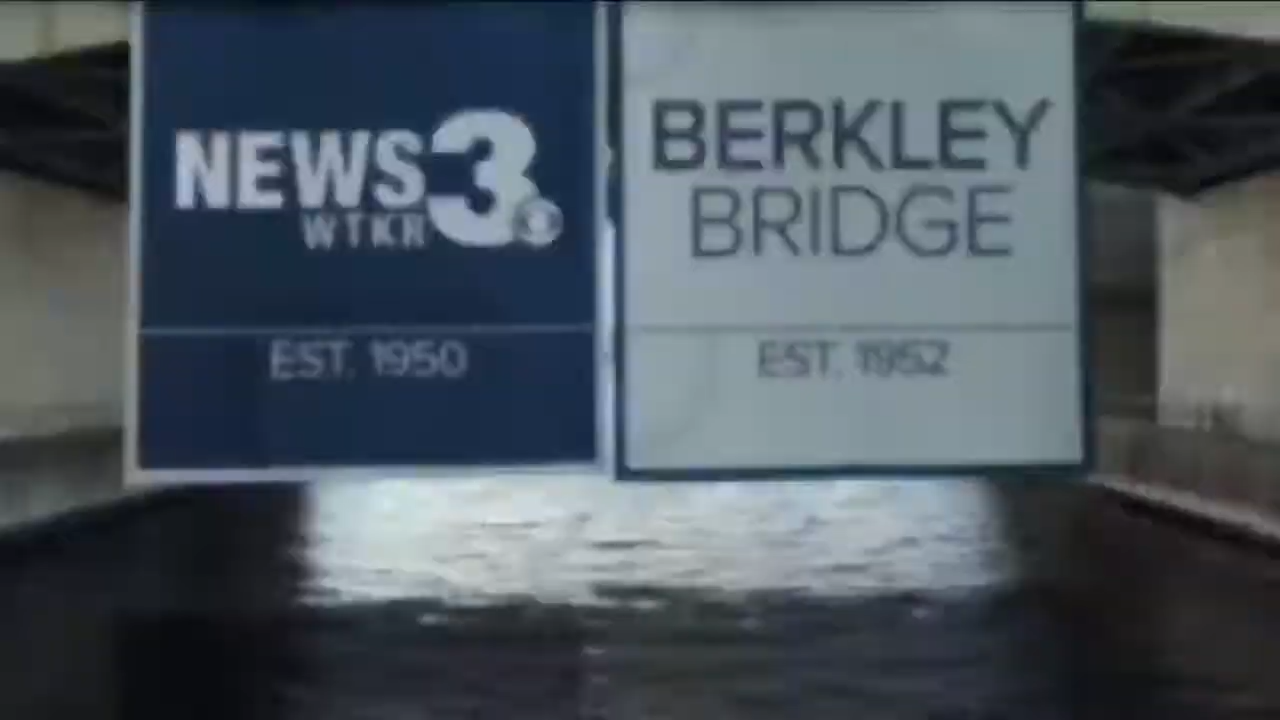 NEWS 3
WTKR
EST. 1950
BERKLEY
BRIDGE
EST. 1952